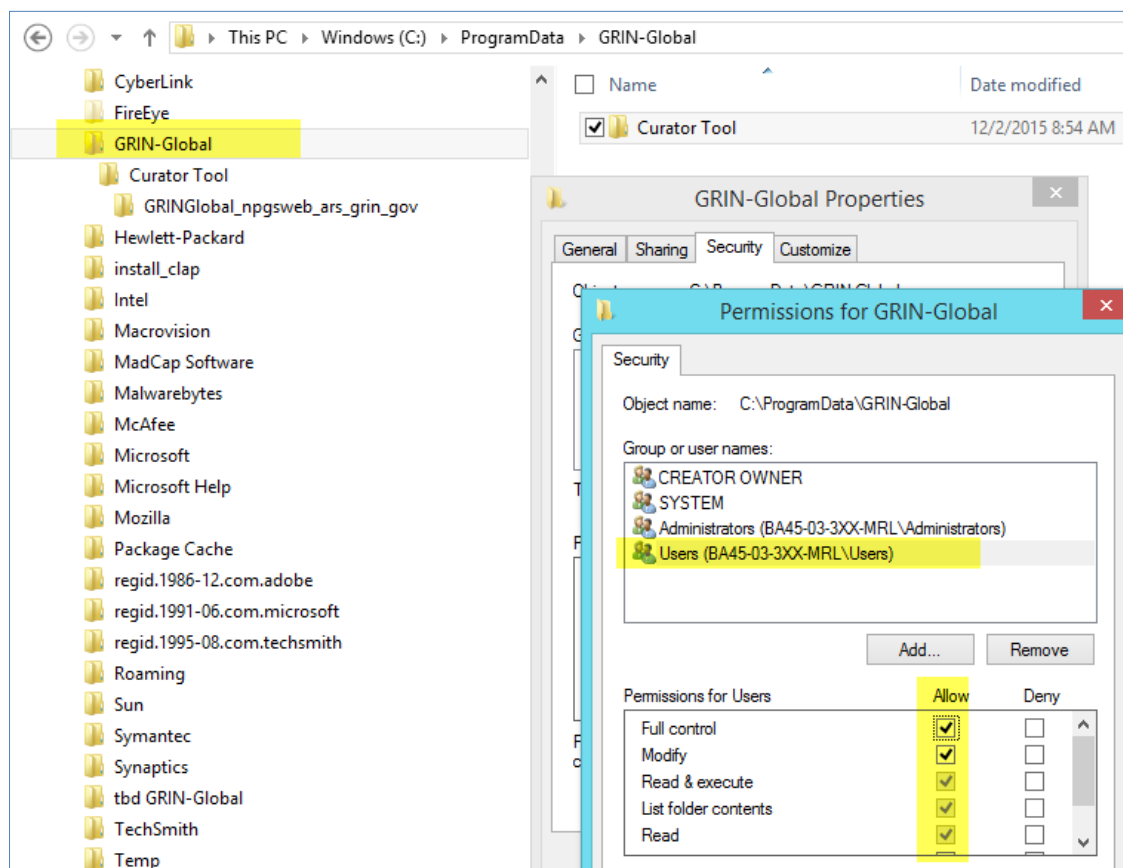 This PC Windows (C:) ProgramData GRIN-Global
CyberLink
FireEye
GRIN-Global
Curator Tool
GRINGlobal_npgsweb_ars_grin_gov
Hewlett-Packard
install_clap
Intel
Macrovision
MadCap Software
Malwarebytes
McAfee
Microsoft
Microsoft Help
Mozilla
Package Cache
regid.1986-12.com.adobe
regid.1991-06.com.microsoft
regid.1995-08.com.techsmith
Roaming
Sun
Symantec
Synaptics
tbd GRIN-Global
TechSmith
Temp
Name Date modified
Curator Tool 12/2/2015 8:54 AM
GRIN-Global Properties
General Sharing Security Customize
Permissions for GRIN-Global
Security
Object name: C:\ProgramData\GRIN-Global
Group or user names:
CREATOR OWNER
SYSTEM
Administrators (BA45-03-3XX-MRL\Administrators)
Users (BA45-03-3XX-MRL\Users)
Add... Remove
Permissions for Users Allow Deny
Full control
Modify
Read & execute
List folder contents
Read